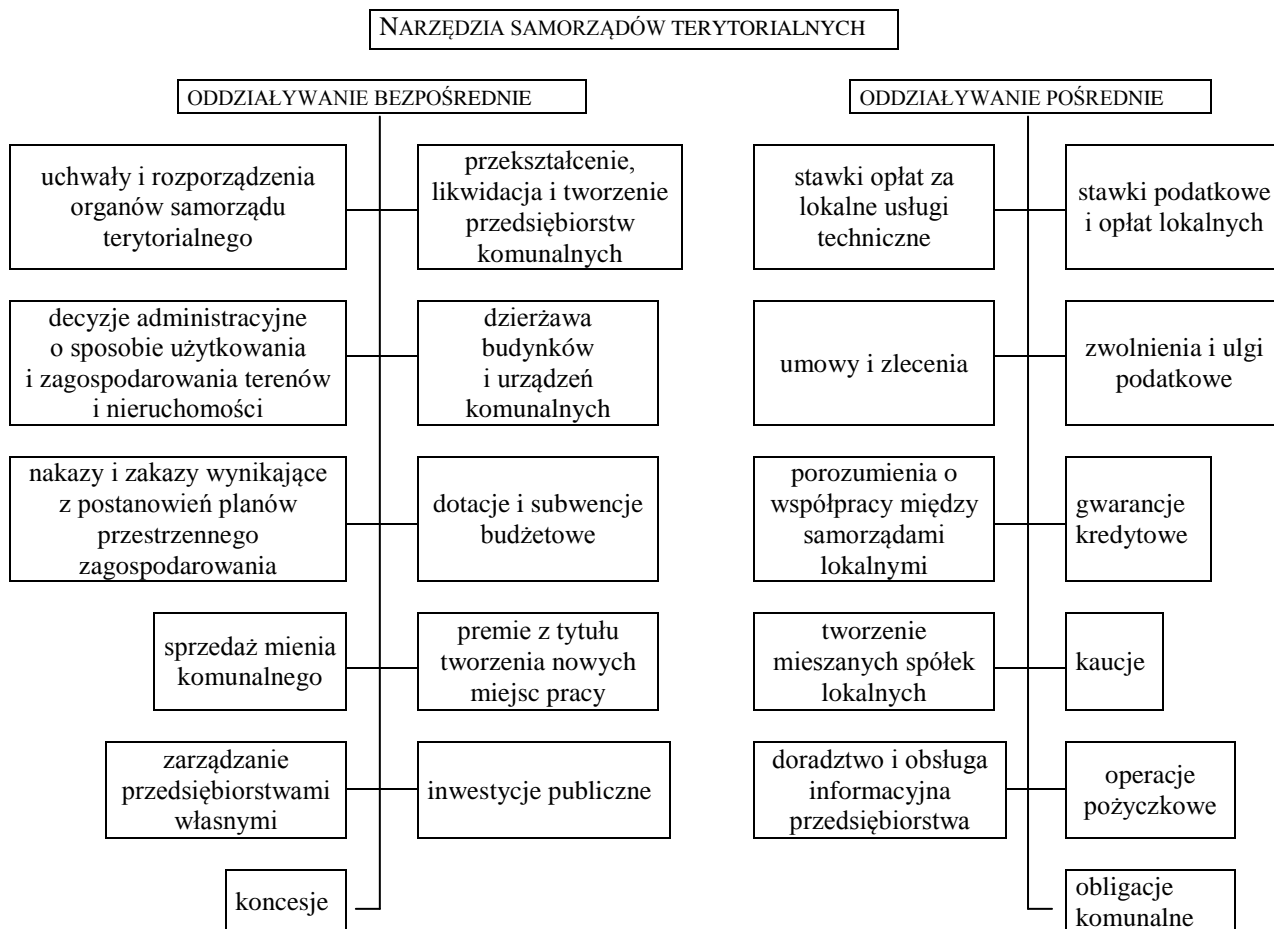 NARZĘDZIA SAMORZĄDÓW TERYTORIALNYCH
ODDZIAŁYWANIE BEZPOŚREDNIE
ODDZIAŁYWANIE POŚREDNIE
uchwały i rozporządzenia
organów samorządu
terytorialnego
przekształcenie,
likwidacja i tworzenie
przedsiębiorstw
komunalnych
stawki opłat za
lokalne usługi
techniczne
stawki podatkowe
i opłat lokalnych
decyzje administracyjne
o sposobie użytkowania
i zagospodarowania terenów
i nieruchomości
dzierżawa
budynków
i urządzeń
komunalnych
umowy i zlecenia
zwolnienia i ulgi
podatkowe
nakazy i zakazy wynikające
z postanowień planów
przestrzennego
zagospodarowania
dotacje i subwencje
budżetowe
porozumienia o
współpracy między
samorządami
lokalnymi
gwarancje
kredytowe
sprzedaż mienia
komunalnego
premie z tytułu
tworzenia nowych
miejsc pracy
tworzenie
mieszanych spółek
lokalnych
kaucje
zarządzanie
przedsiębiorstwami
własnymi
inwestycje publiczne
doradztwo i obsługa
informacyjna
przedsiębiorstwa
operacje
pożyczkowe
koncesje
obligacje
komunalne